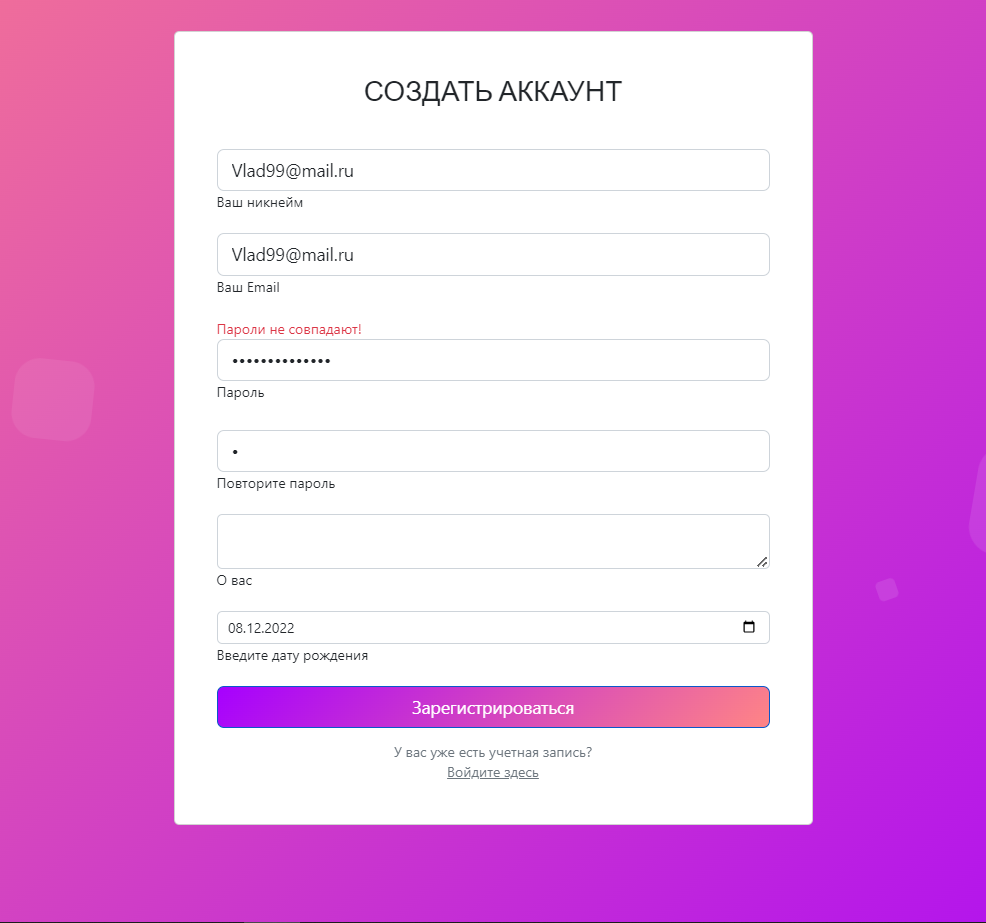 СОЗДАТЬ АККАУНТ
Vlad99@mail.ru
Ваш никнейм
Vlad99@mail.ru
Ваш Email
Пароли не совпадают!
••••••••••••••
Пароль
•
Повторите пароль
О вас
08.12.2022
Введите дату рождения
Зарегистрироваться
У вас уже есть учетная запись?
Войдите здесь